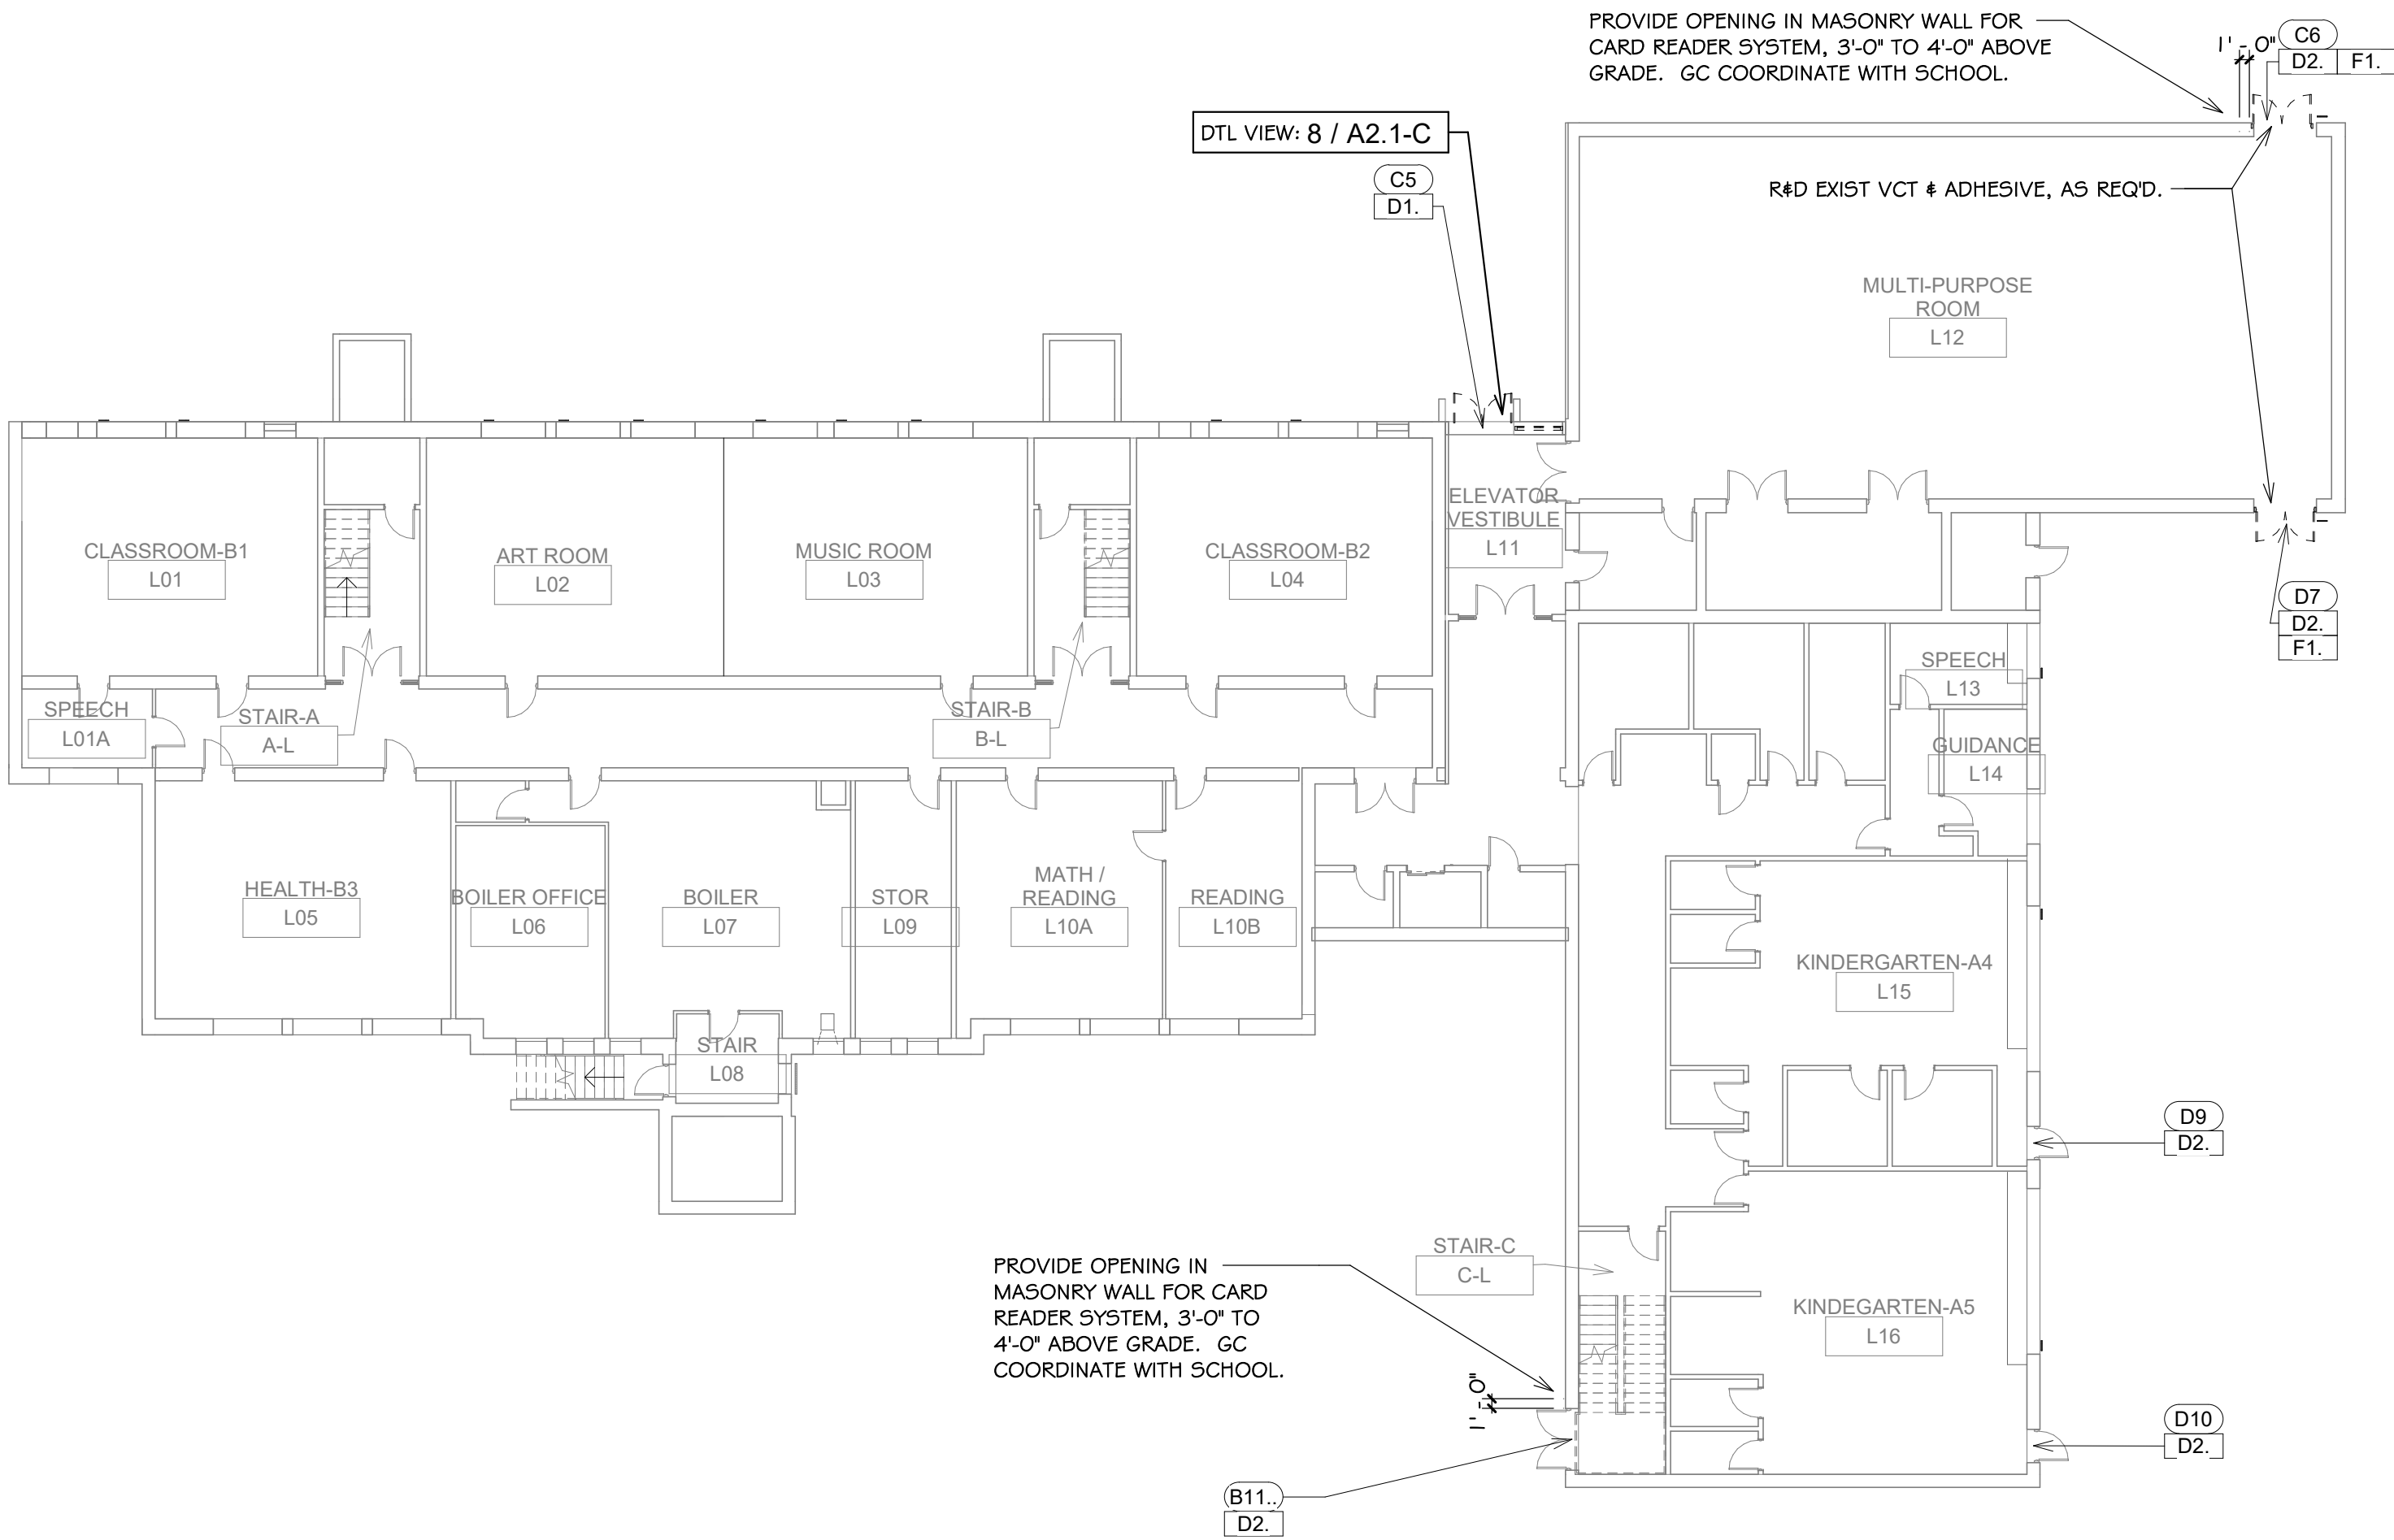 PROVIDE OPENING IN MASONRY WALL FOR
CARD READER SYSTEM, 3'-0" TO 4'-0" ABOVE
GRADE. GC COORDINATE WITH SCHOOL.
1' - 0"
C6
D2. F1.
DTL VIEW: 8 / A2.1-C
C5
D1.
R&D EXIST VCT & ADHESIVE, AS REQ'D.
MULTI-PURPOSE
ROOM
L12
CLASSROOM-B1
L01
ART ROOM
L02
MUSIC ROOM
L03
CLASSROOM-B2
L04
ELEVATOR
VESTIBULE
L11
D7
D2.
F1.
SPEECH
L01A
STAIR-A
A-L
STAIR-B
B-L
SPEECH
L13
GUIDANCE
L14
HEALTH-B3
L05
BOILER OFFICE
L06
BOILER
L07
STOR
L09
MATH /
READING
L10A
READING
L10B
KINDERGARTEN-A4
L15
STAIR
L08
D9
D2.
PROVIDE OPENING IN
MASONRY WALL FOR CARD
READER SYSTEM, 3'-0" TO
4'-0" ABOVE GRADE. GC
COORDINATE WITH SCHOOL.
STAIR-C
C-L
KINDEGARTEN-A5
L16
1' - 0"
D10
D2.
B11..
D2.